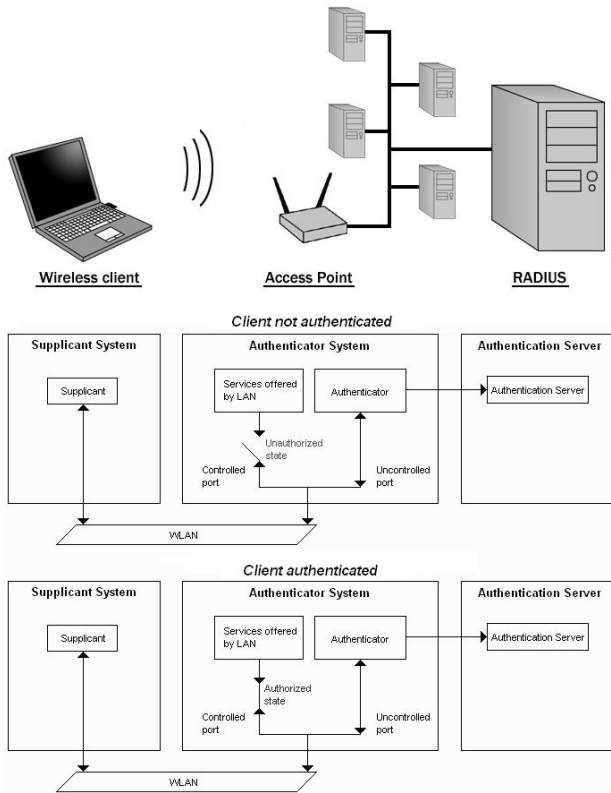 Wireless client
Access Point
RADIUS
Client not authenticated
Supplicant System
Authenticator System
Authentication Server
Supplicant
Services offered
by LAN
Authenticator
Authentication Server
Unauthorized
state
Controlled
port
Uncontrolled
port
WLAN
Client authenticated
Supplicant System
Authenticator System
Authentication Server
Supplicant
Services offered
by LAN
Authenticator
Authentication Server
Authorized
state
Controlled
port
Uncontrolled
port
WLAN